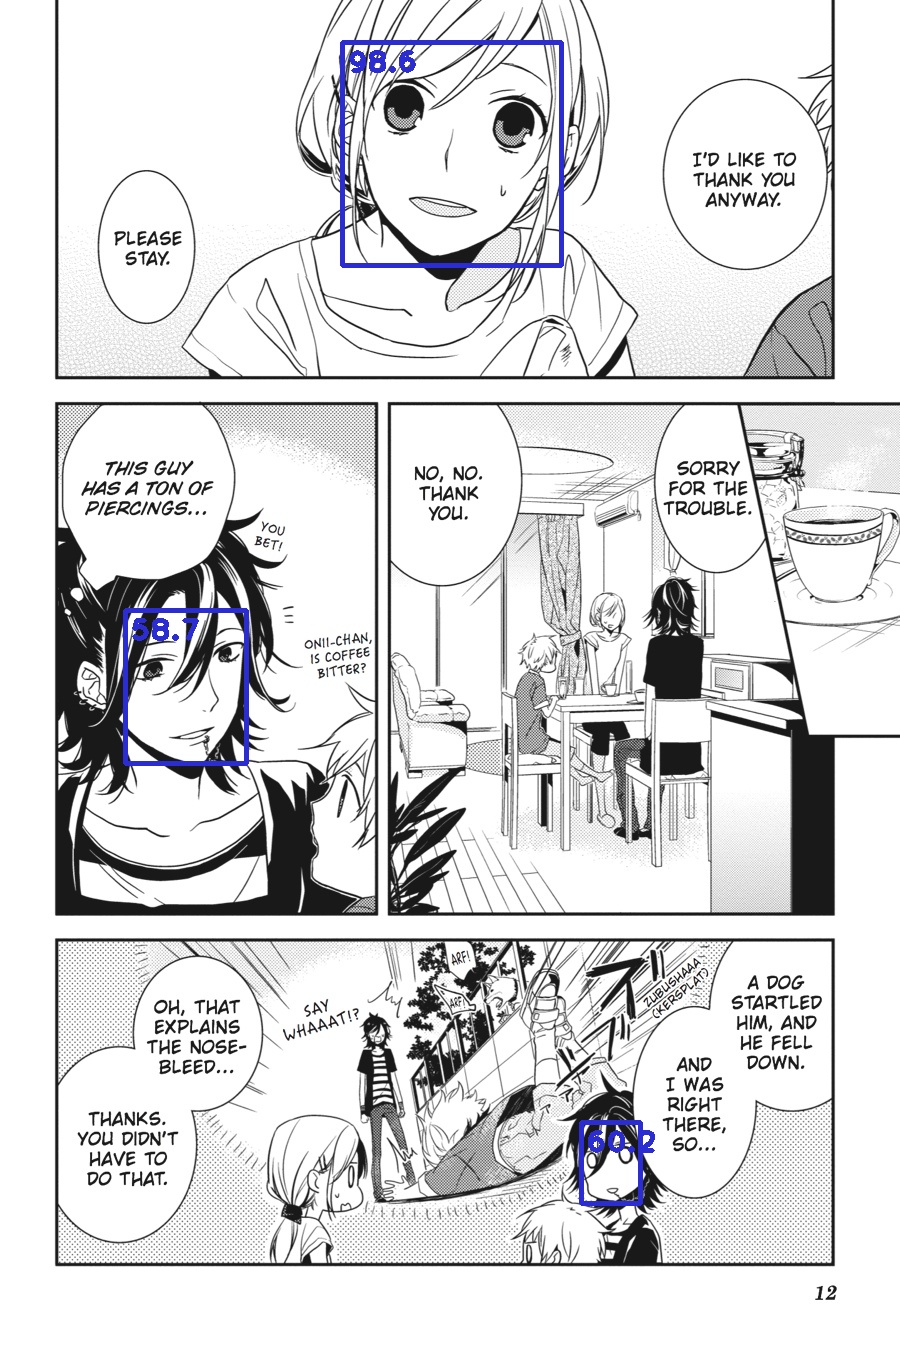 98.6
I'D LIKE TO
THANK YOU
ANYWAY.
PLEASE
STAY.
SORRY
FOR THE
TROUBLE.
NO, NO.
THANK
YOU.
THIS GUY
HAS A TON OF
PIERCINGS...
YOU
BET!
ONII-CHAN,
IS COFFEE
BITTER?
58.7
A DOG
STARTLED
HIM, AND
HE FELL
DOWN.
AND
I WAS
RIGHT
THERE,
SO...
ZUBUSHAAA
(KERSPLAT)
ARF!
ARF!
SAY
WHAAAT!?
60.2
OH, THAT
EXPLAINS
THE NOSE-
BLEED...
THANKS.
YOU DIDN'T
HAVE TO
DO THAT.
12